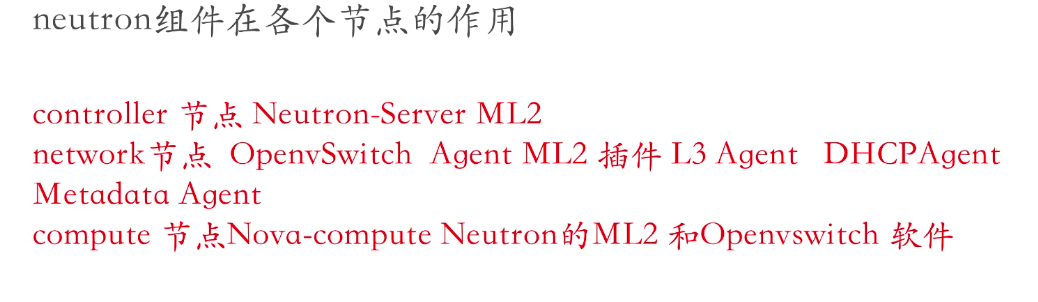 neutron组件在各个节点的作用
controller 节点 Neutron-Server ML2
network节点 OpenvSwitch Agent ML2 插件 L3 Agent DHCPAgent
Metadata Agent
compute 节点Nova-compute Neutron的ML2 和Openvswitch 软件